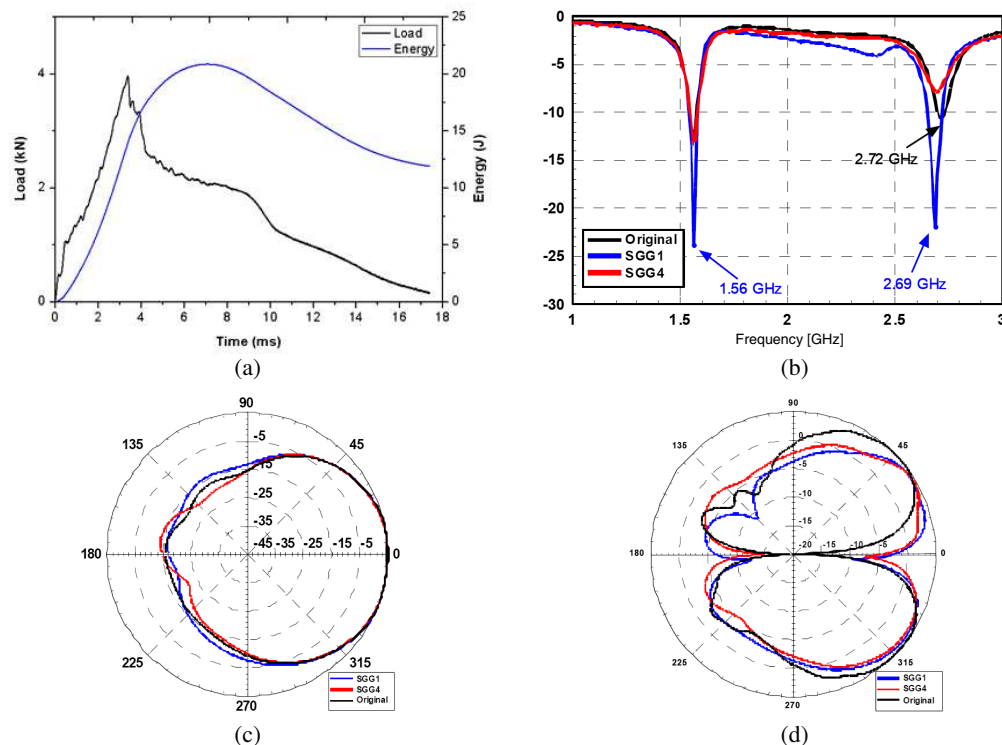 Load
Energy
4
2
0
Load (kN)
25
20
15
10
5
0
Energy (J)
0 2 4 6 8 10 12 14 16 18
Time (ms)
(a)
0
-5
-10
-15
-20
-25
-30
2.72 GHz
Original
SGG1
SGG4
1.56 GHz
2.69 GHz
1 1.5 2 2.5 3
Frequency [GHz]
(b)
90
135
45
-5
-15
-25
-35
-45 -35 -25 -15 -5
180
0
225
315
270
SGG1
SGG4
Original
(c)
90
135
45
0
-5
-10
-15
-20 -15 -10 -5 0
180
0
225
315
270
SGG1
SGG4
Original
(d)